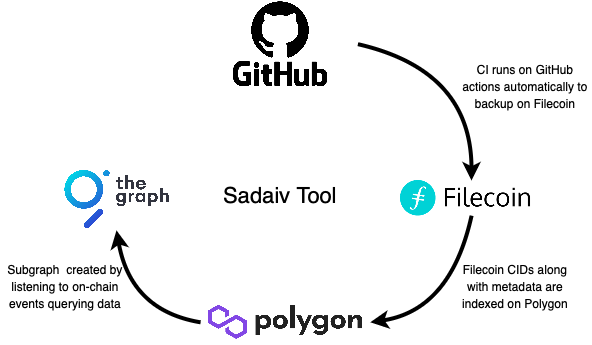 GitHub
CI runs on GitHub
actions automatically to
backup on Filecoin
the
graph
Sadaiv Tool
Filecoin
Subgraph created by
listening to on-chain
events querying data
Filecoin CIDs along
with metadata are
indexed on Polygon
polygon